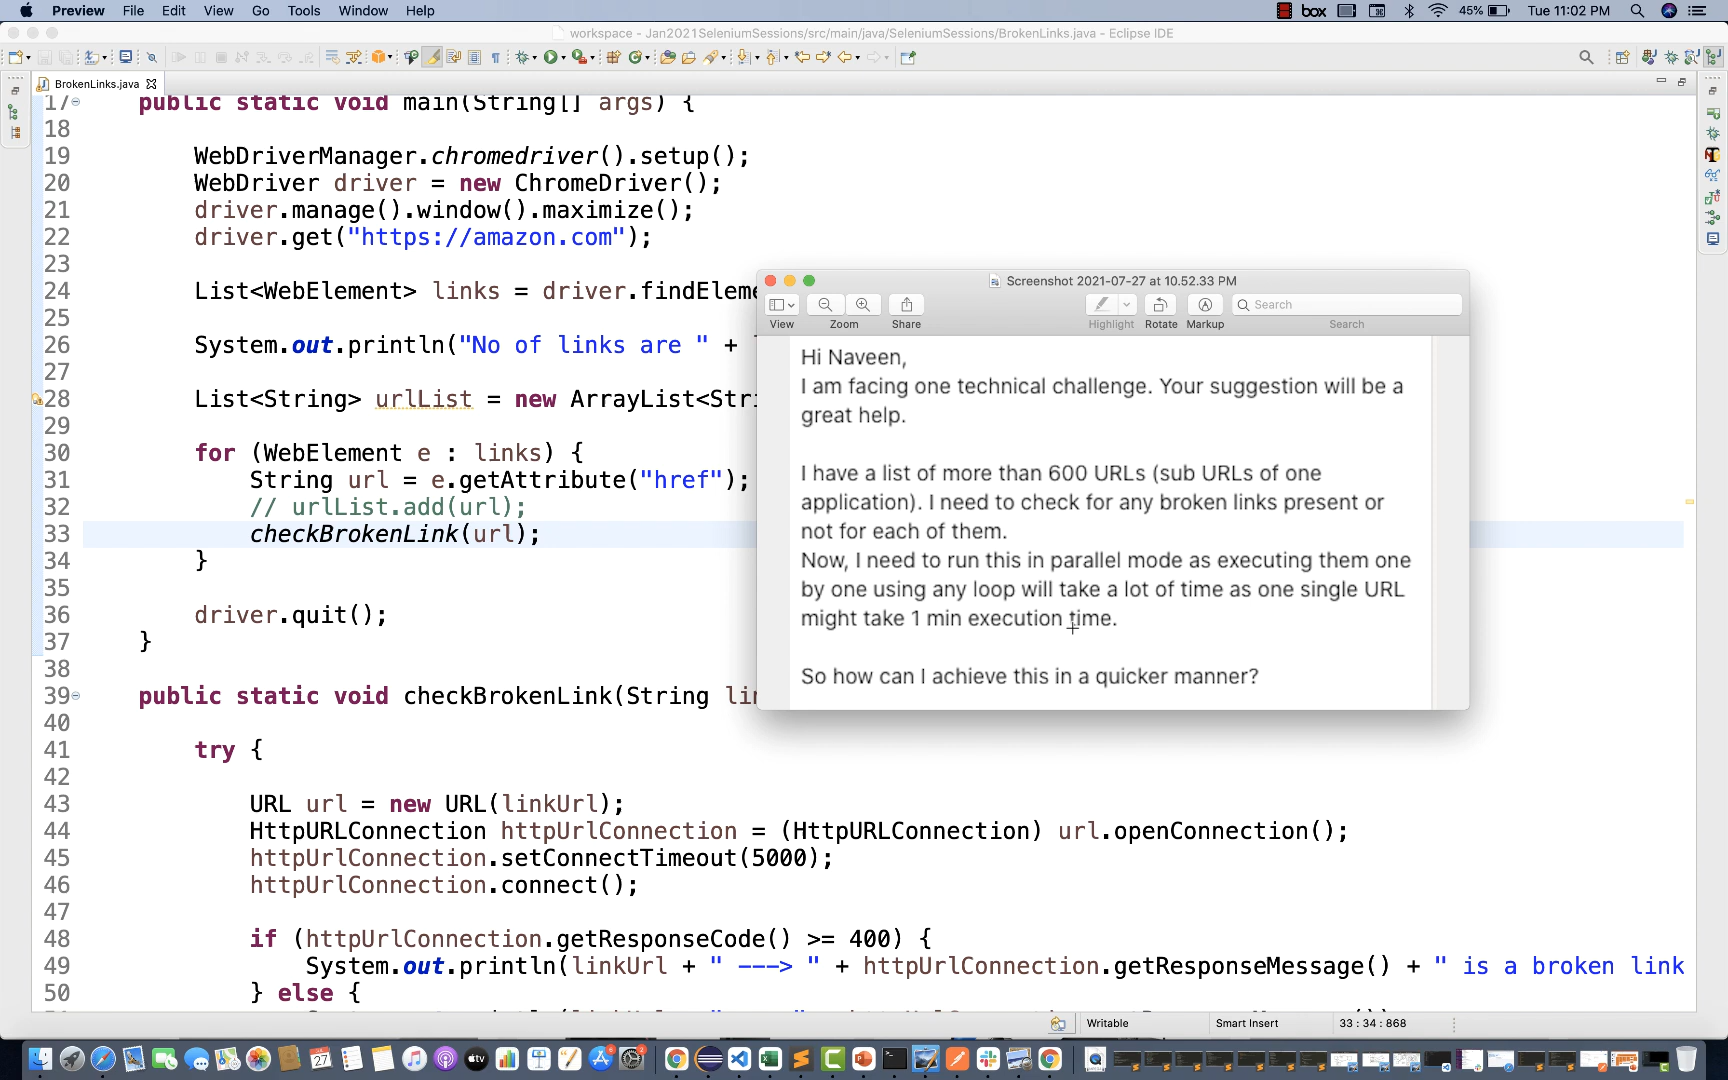 Preview File Edit View Go Tools Window Help
box 45% Tue 11:02 PM
workspace - Jan2021SeleniumSessions/src/main/java/SeleniumSessions/BrokenLinks.java - Eclipse IDE
BrokenLinks.java
17 public static void main(String[] args) {
18
19 WebDriverManager.chromedriver().setup();
20 WebDriver driver = new ChromeDriver();
21 driver.manage().window().maximize();
22 driver.get("https://amazon.com");
23
24 List<WebElement> links = driver.findEleme
25
26 System.out.println("No of links are " +
27
28 List<String> urlList = new ArrayList<Stri
29
30 for (WebElement e : links) {
31 String url = e.getAttribute("href");
32 // urlList.add(url);
33 checkBrokenLink(url);
34 }
35
36 driver.quit();
37 }
38
39 public static void checkBrokenLink(String lin
40
41 try {
42
43 URL url = new URL(linkUrl);
44 HttpURLConnection httpUrlConnection = (HttpURLConnection) url.openConnection();
45 httpUrlConnection.setConnectTimeout(5000);
46 httpUrlConnection.connect();
47
48 if (httpUrlConnection.getResponseCode() >= 400) {
49 System.out.println(linkUrl + " ---> " + httpUrlConnection.getResponseMessage() + " is a broken link
50 } else {
Screenshot 2021-07-27 at 10.52.33 PM
Search
View Zoom Share Highlight Rotate Markup Search
Hi Naveen,
I am facing one technical challenge. Your suggestion will be a
great help.
I have a list of more than 600 URLs (sub URLs of one
application). I need to check for any broken links present or
not for each of them.
Now, I need to run this in parallel mode as executing them one
by one using any loop will take a lot of time as one single URL
might take 1 min execution time.
So how can I achieve this in a quicker manner?
Writable Smart Insert 33 : 34 : 868